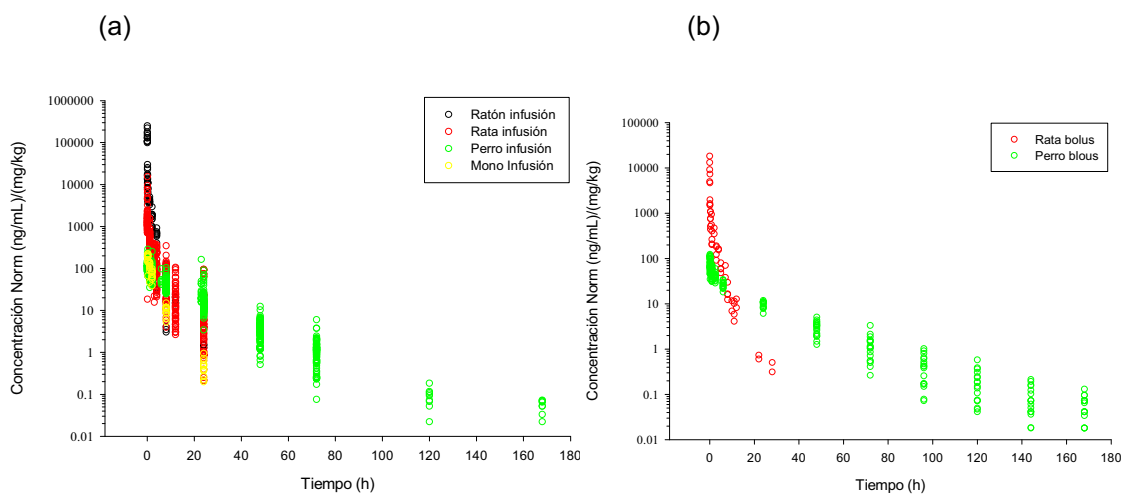 (a)
Concentración Norm (ng/mL)/(mg/kg)
1000000
100000
10000
1000
100
10
1
0.1
0.01
Ratón infusión
Rata infusión
Perro infusión
Mono Infusión
0 20 40 60 80 100 120 140 160 180
Tiempo (h)
(b)
Concentración Norm (ng/mL)/(mg/kg)
100000
10000
1000
100
10
1
0.1
0.01
Rata bolus
Perro blous
0 20 40 60 80 100 120 140 160 180
Tiempo (h)